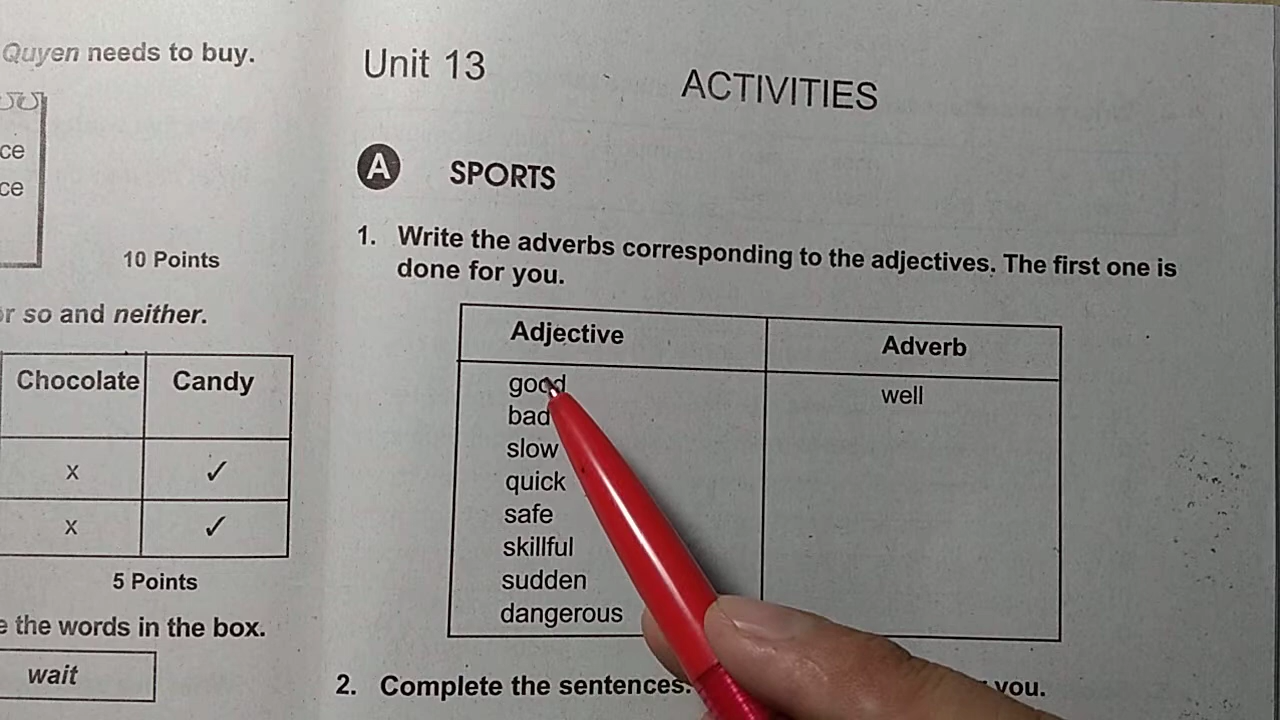 Quyen needs to buy.
ce
ce
10 Points
r so and neither.
Chocolate Candy
x ✓
x ✓
5 Points
e the words in the box.
wait
Unit 13
ACTIVITIES
A SPORTS
1. Write the adverbs corresponding to the adjectives. The first one is
done for you.
Adjective Adverb
good well
bad
slow
quick
safe
skillful
sudden
dangerous
2. Complete the sentences. you.